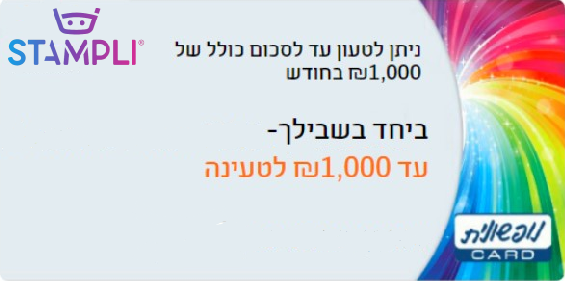 STAMPLI®
ניתן לטעון עד לסכום כולל של
1,000₪ בחודש
ביחד בשבילך-
עד 1,000₪ לטעינה
נופשונית
CARD